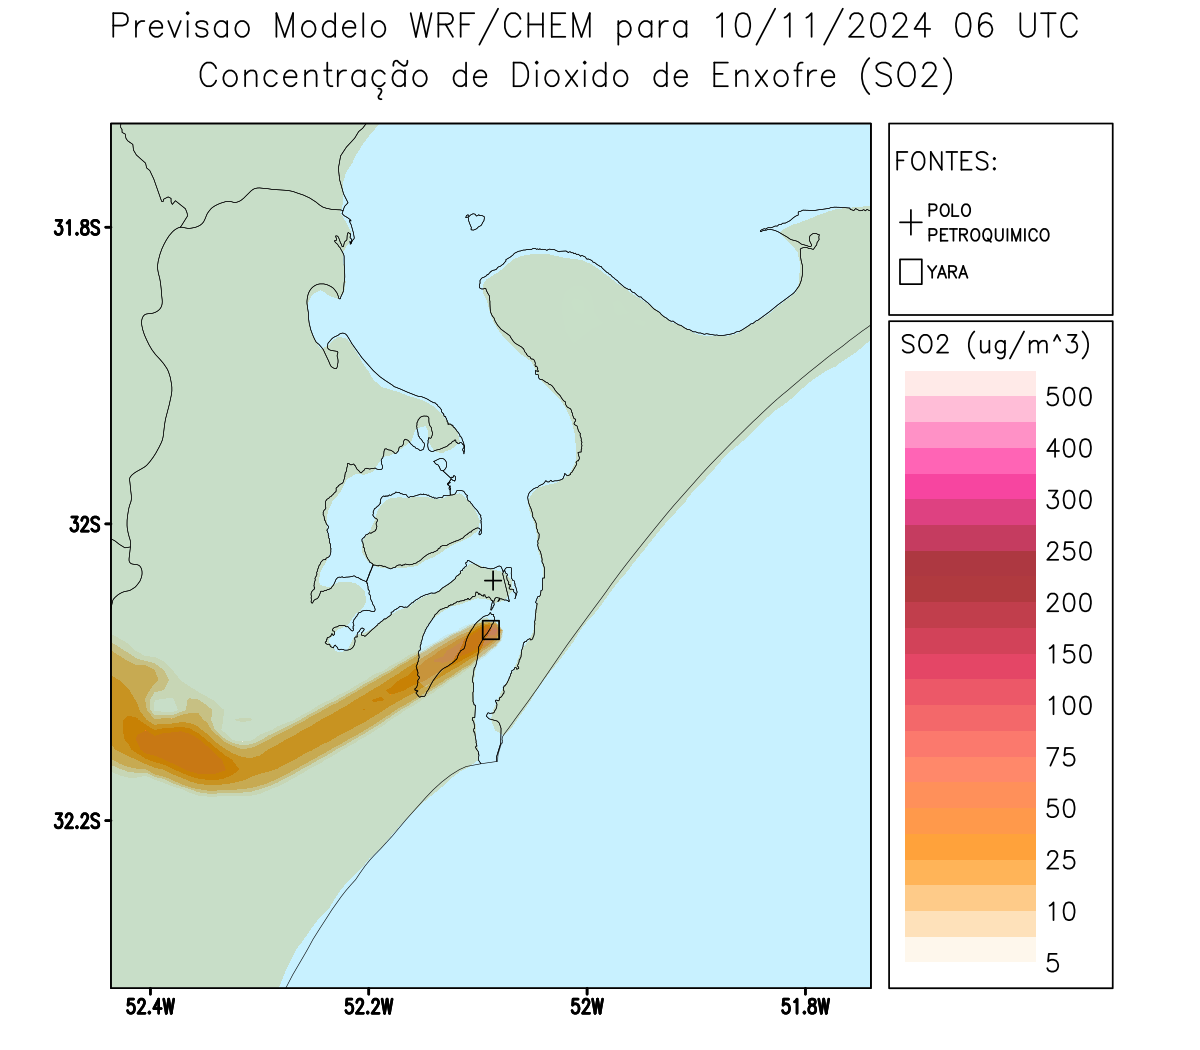 Previsao Modelo WRF/CHEM para 10/11/2024 06 UTC
Concentração de Dioxido de Enxofre (SO2)
FONTES:
POLO
PETROQUIMICO
YARA
31.8S
32S
32.2S
52.4W
52.2W
52W
51.8W
SO2 (ug/m^3)
500
400
300
250
200
150
100
75
50
25
10
5